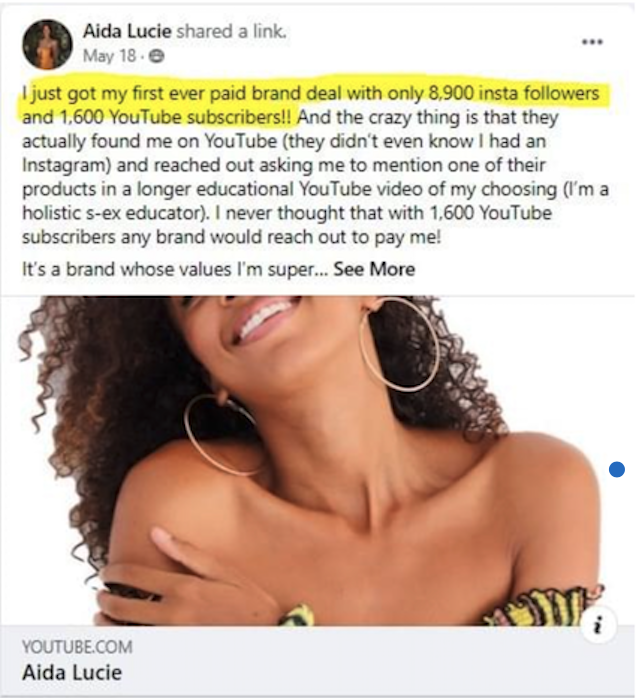 Aida Lucie shared a link.
May 18 ·
I just got my first ever paid brand deal with only 8,900 insta followers
and 1,600 YouTube subscribers!! And the crazy thing is that they
actually found me on YouTube (they didn't even know I had an
Instagram) and reached out asking me to mention one of their
products in a longer educational YouTube video of my choosing (I'm a
holistic s-ex educator). I never thought that with 1,600 YouTube
subscribers any brand would reach out to pay me!
It's a brand whose values I'm super... See More
i
YOUTUBE.COM
Aida Lucie